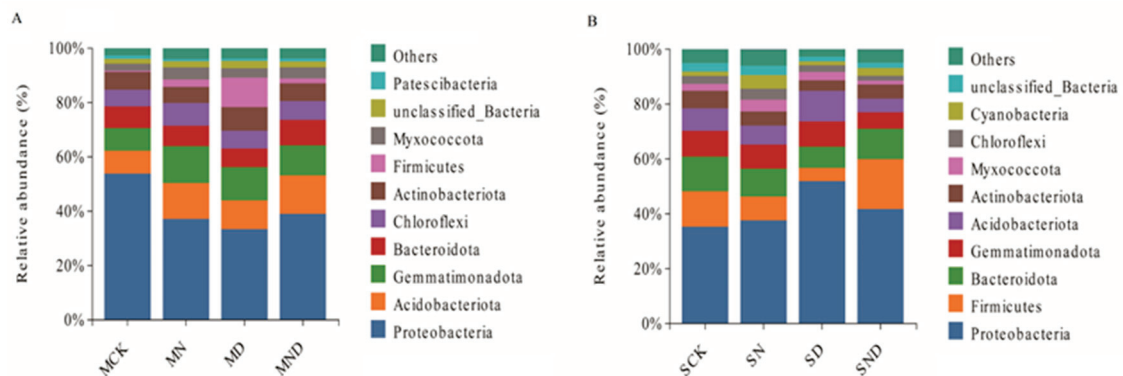 A
Relative abundance (%)
100%
80%
60%
40%
20%
0%
MCK
MN
MD
MND
Others
Patescibacteria
unclassified_Bacteria
Myxococcota
Firmicutes
Actinobacteriota
Chloroflexi
Bacteroidota
Gemmatimonadota
Acidobacteriota
Proteobacteria
B
Relative abundance (%)
100%
80%
60%
40%
20%
0%
SCK
SN
SD
SND
Others
unclassified_Bacteria
Cyanobacteria
Chloroflexi
Myxococcota
Actinobacteriota
Acidobacteriota
Gemmatimonadota
Bacteroidota
Firmicutes
Proteobacteria